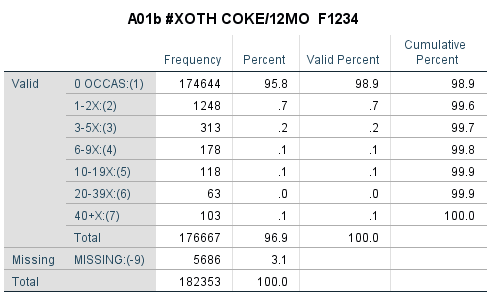 A01b #XOTH COKE/12MO F1234
Frequency Percent Valid Percent Cumulative Percent
Valid 0 OCCAS:(1) 174644 95.8 98.9 98.9
1-2X:(2) 1248 .7 .7 99.6
3-5X:(3) 313 .2 .2 99.7
6-9X:(4) 178 .1 .1 99.8
10-19X:(5) 118 .1 .1 99.9
20-39X:(6) 63 .0 .0 99.9
40+X:(7) 103 .1 .1 100.0
Total 176667 96.9 100.0
Missing MISSING:(-9) 5686 3.1
Total 182353 100.0